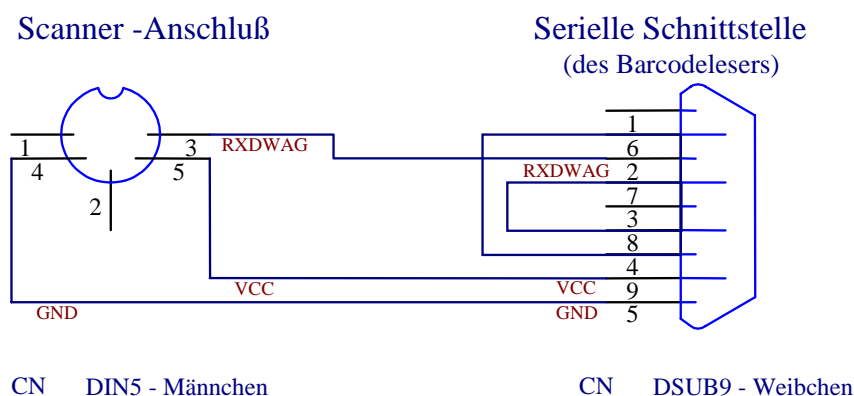 Scanner -Anschluß
Serielle Schnittstelle
(des Barcodelesers)
1
3
RXDWAG
4
5
2
1
6
RXDWAG
2
7
3
8
4
VCC
VCC
9
GND
GND
5
CN
DIN5 - Männchen
CN
DSUB9 - Weibchen